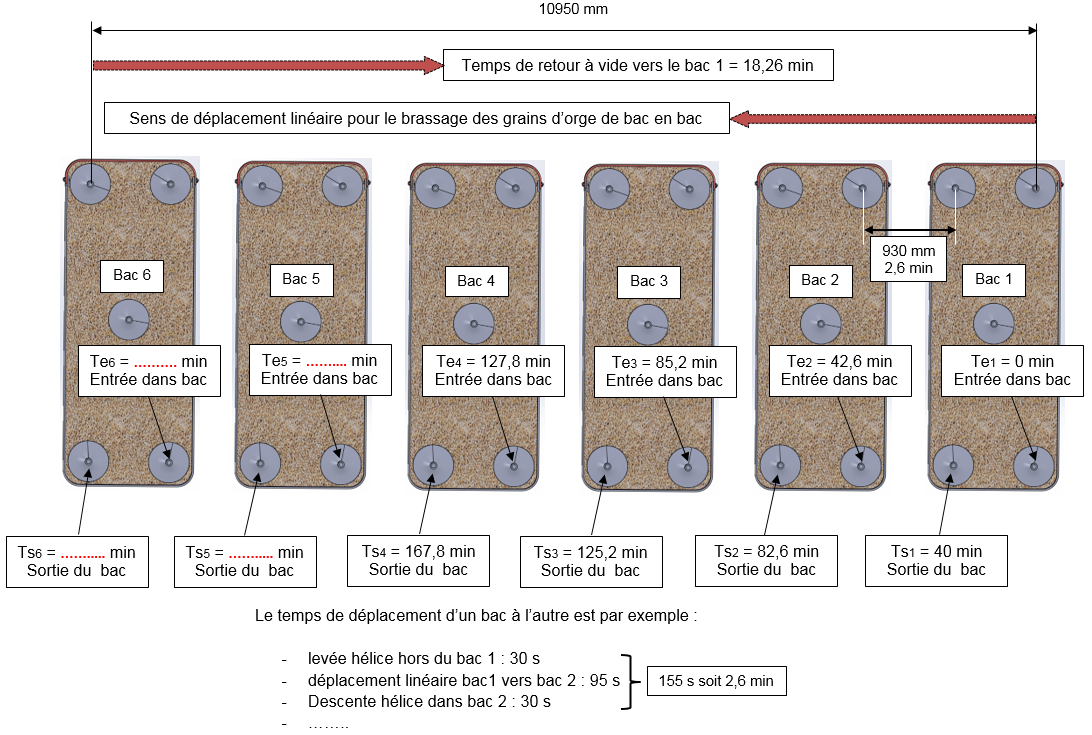 10950 mm
Temps de retour à vide vers le bac 1 = 18,26 min
Sens de déplacement linéaire pour le brassage des grains d’orge de bac en bac
930 mm
2,6 min
Bac 6
Bac 5
Bac 4
Bac 3
Bac 2
Bac 1
Te6 = .......... min
Entrée dans bac
Te5 = .......... min
Entrée dans bac
Te4 = 127,8 min
Entrée dans bac
Te3 = 85,2 min
Entrée dans bac
Te2 = 42,6 min
Entrée dans bac
Te1 = 0 min
Entrée dans bac
Ts6 = .......... min
Sortie du bac
Ts5 = .......... min
Sortie du bac
Ts4 = 167,8 min
Sortie du bac
Ts3 = 125,2 min
Sortie du bac
Ts2 = 82,6 min
Sortie du bac
Ts1 = 40 min
Sortie du bac
Le temps de déplacement d’un bac à l’autre est par exemple :
- levée hélice hors du bac 1 : 30 s
- déplacement linéaire bac1 vers bac 2 : 95 s
- Descente hélice dans bac 2 : 30 s
- ........
155 s soit 2,6 min